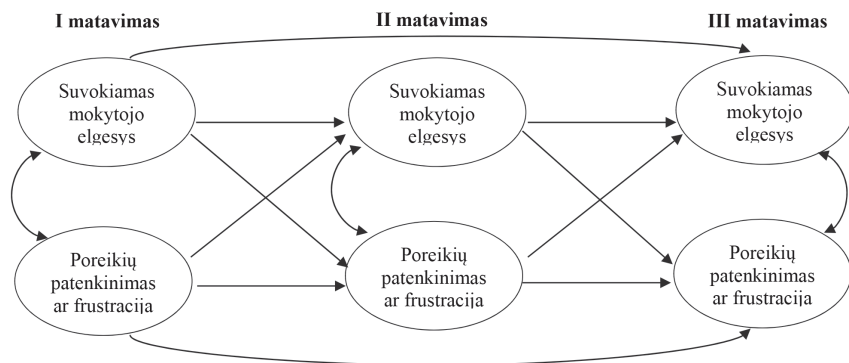 I matavimas
II matavimas
III matavimas
Suvokiamas
mokytojo
elgesys
Suvokiamas
mokytojo
elgesys
Suvokiamas
mokytojo
elgesys
Poreikių
patenkinimas
ar frustracija
Poreikių
patenkinimas
ar frustracija
Poreikių
patenkinimas
ar frustracija